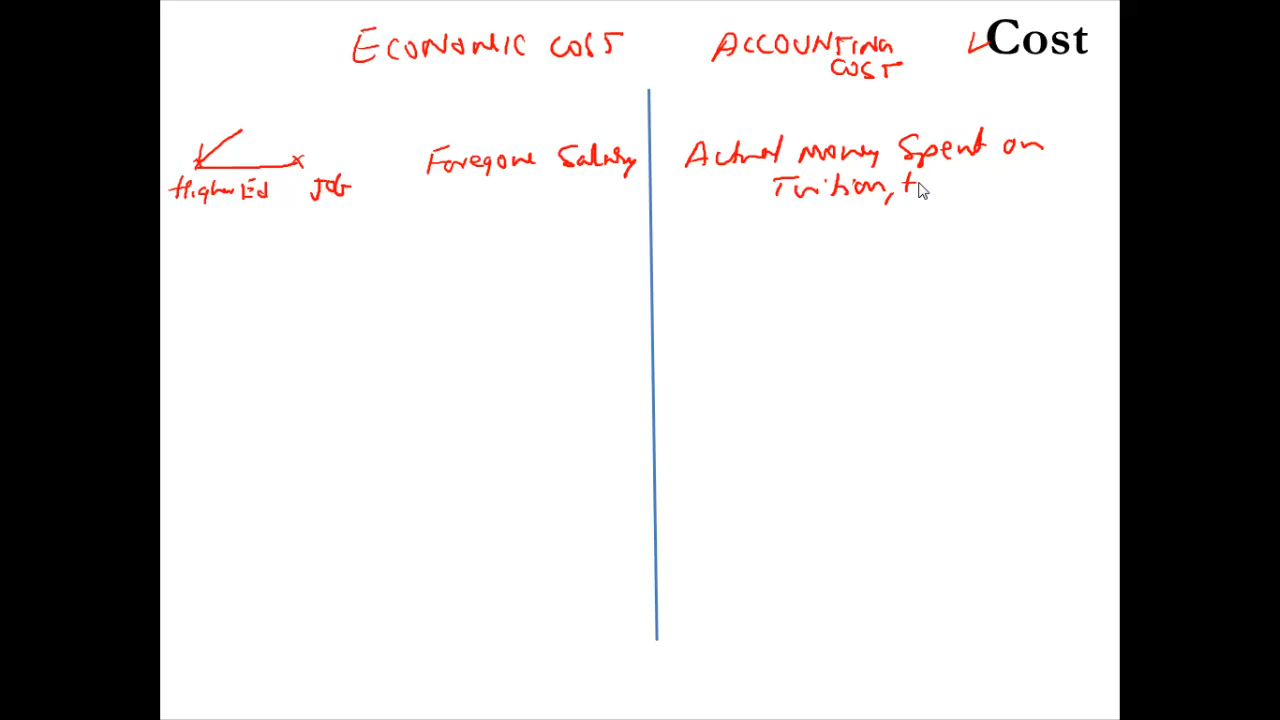 ECONOMIC COST
ACCOUNTING
COST
Cost
Foregone Salary
Actual Money Spent on
Tuition, t
Higher Ed
Job